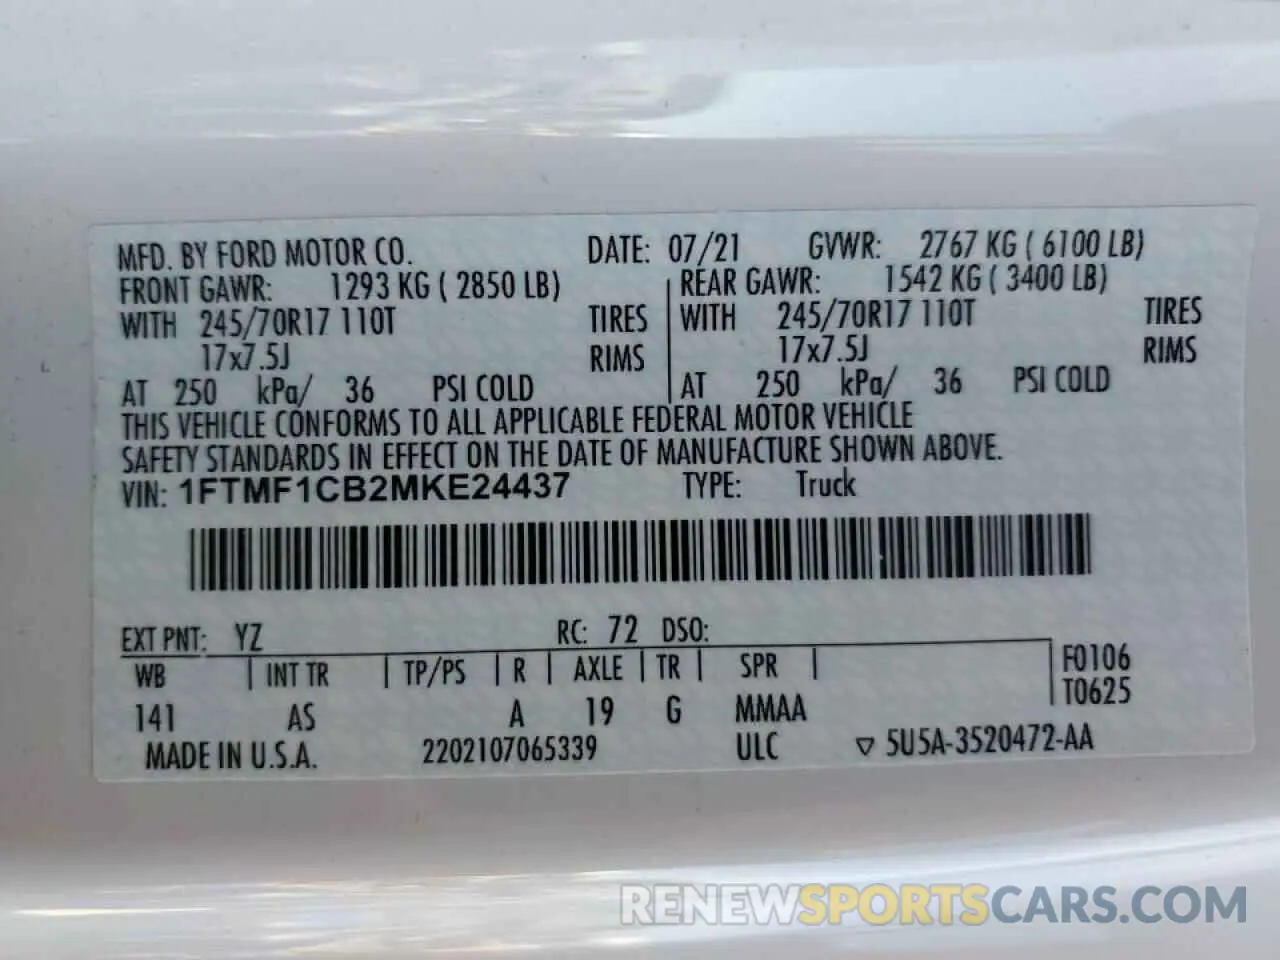 MFD. BY FORD MOTOR CO. DATE: 07/21 GVWR: 2767 KG ( 6100 LB)
FRONT GAWR: 1293 KG ( 2850 LB) REAR GAWR: 1542 KG ( 3400 LB)
WITH 245/70R17 110T TIRES WITH 245/70R17 110T TIRES
17x7.5J RIMS 17x7.5J RIMS
AT 250 kPa/ 36 PSI COLD AT 250 kPa/ 36 PSI COLD
THIS VEHICLE CONFORMS TO ALL APPLICABLE FEDERAL MOTOR VEHICLE
SAFETY STANDARDS IN EFFECT ON THE DATE OF MANUFACTURE SHOWN ABOVE.
VIN: 1FTMF1CB2MKE24437 TYPE: Truck
EXT PNT: YZ RC: 72 DSO:
WB INT TR TP/PS R AXLE TR SPR F0106
T0625
141 AS A 19 G MMAA
MADE IN U.S.A. 2202107065339 ULC ▽ 5U5A-3520472-AA
RENEWSPORTSCARS.COM